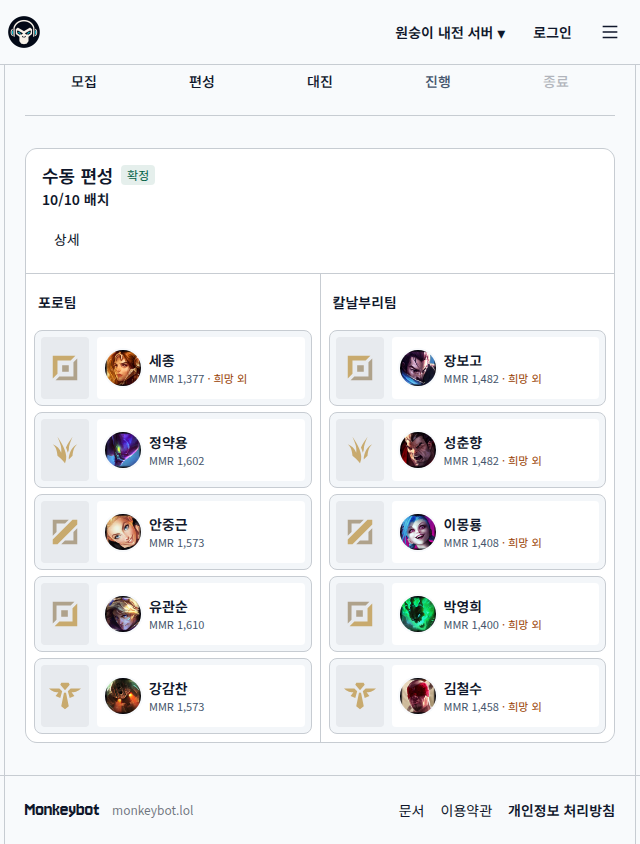 원숭이 내전 서버 ▼ 로그인
모집 편성 대진 진행 종료
수동 편성 확정
10/10 배치
상세
포로팀
세종
MMR 1,377 · 희망 외
정약용
MMR 1,602
안중근
MMR 1,573
유관순
MMR 1,610
강감찬
MMR 1,573
칼날부리팀
장보고
MMR 1,482 · 희망 외
성춘향
MMR 1,482 · 희망 외
이몽룡
MMR 1,408 · 희망 외
박영희
MMR 1,400 · 희망 외
김철수
MMR 1,458 · 희망 외
Monkeybot monkeybot.lol 문서 이용약관 개인정보 처리방침